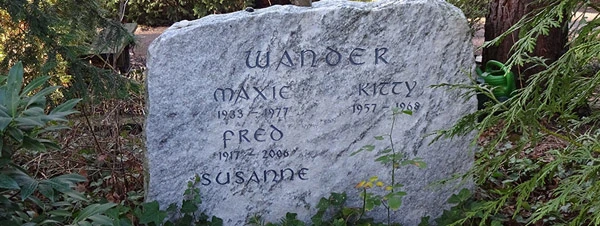 WANDER
MAXIE KITTY
1933 - 1977 1957 - 1968
FRED
1917 - 2006
SUSANNE